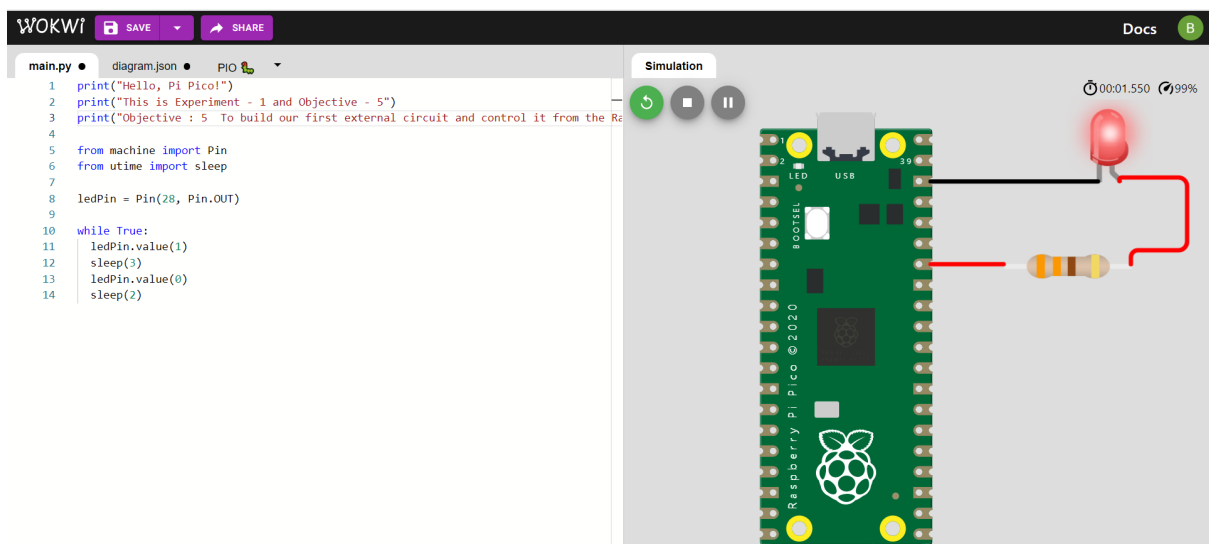 WOKWi SAVE SHARE Docs B
main.py ● diagram.json ● PIO
Simulation
1 print("Hello, Pi Pico!")
2 print("This is Experiment - 1 and Objective - 5")
3 print("Objective : 5  To build our first external circuit and control it from the Ra
4
5 from machine import Pin
6 from utime import sleep
7
8 ledPin = Pin(28, Pin.OUT)
9
10 while True:
11   ledPin.value(1)
12   sleep(3)
13   ledPin.value(0)
14   sleep(2)
00:01.550 99%
1
2
39
LED USB
BOOTSEL
Raspberry Pi Pico © 2020